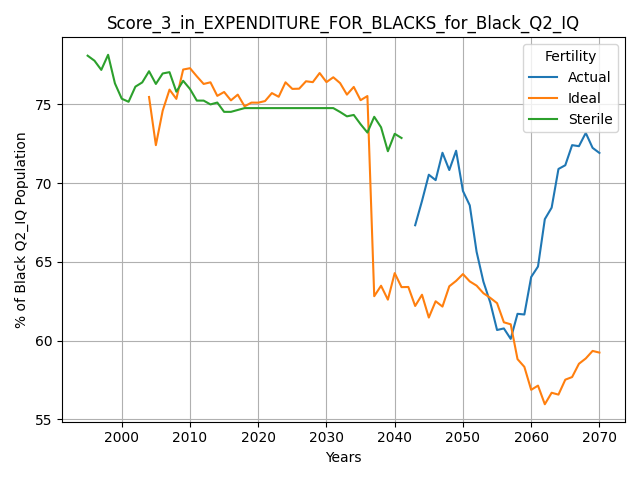 Score_3_in_EXPENDITURE_FOR_BLACKS_for_Black_Q2_IQ
Fertility
Actual
Ideal
Sterile
75
70
65
60
55
% of Black Q2_IQ Population
2000
2010
2020
2030
2040
2050
2060
2070
Years